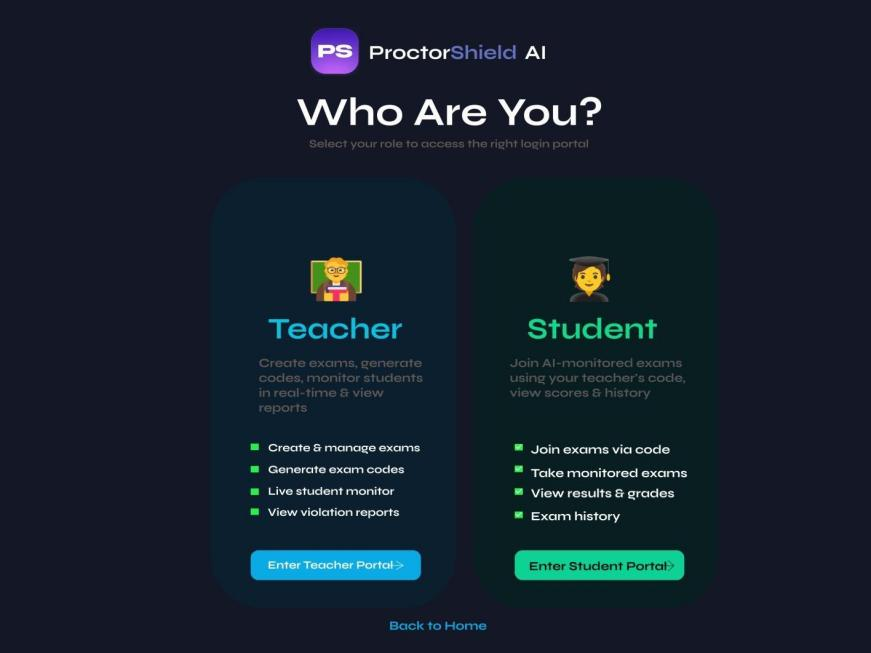 PS ProctorShield AI
Who Are You?
Select your role to access the right login portal
Teacher
Create exams, generate
codes, monitor students
in real-time & view
reports
Create & manage exams
Generate exam codes
Live student monitor
View violation reports
Enter Teacher Portal→
Student
Join AI-monitored exams
using your teacher's code,
view scores & history
Join exams via code
Take monitored exams
View results & grades
Exam history
Enter Student Portal→
Back to Home